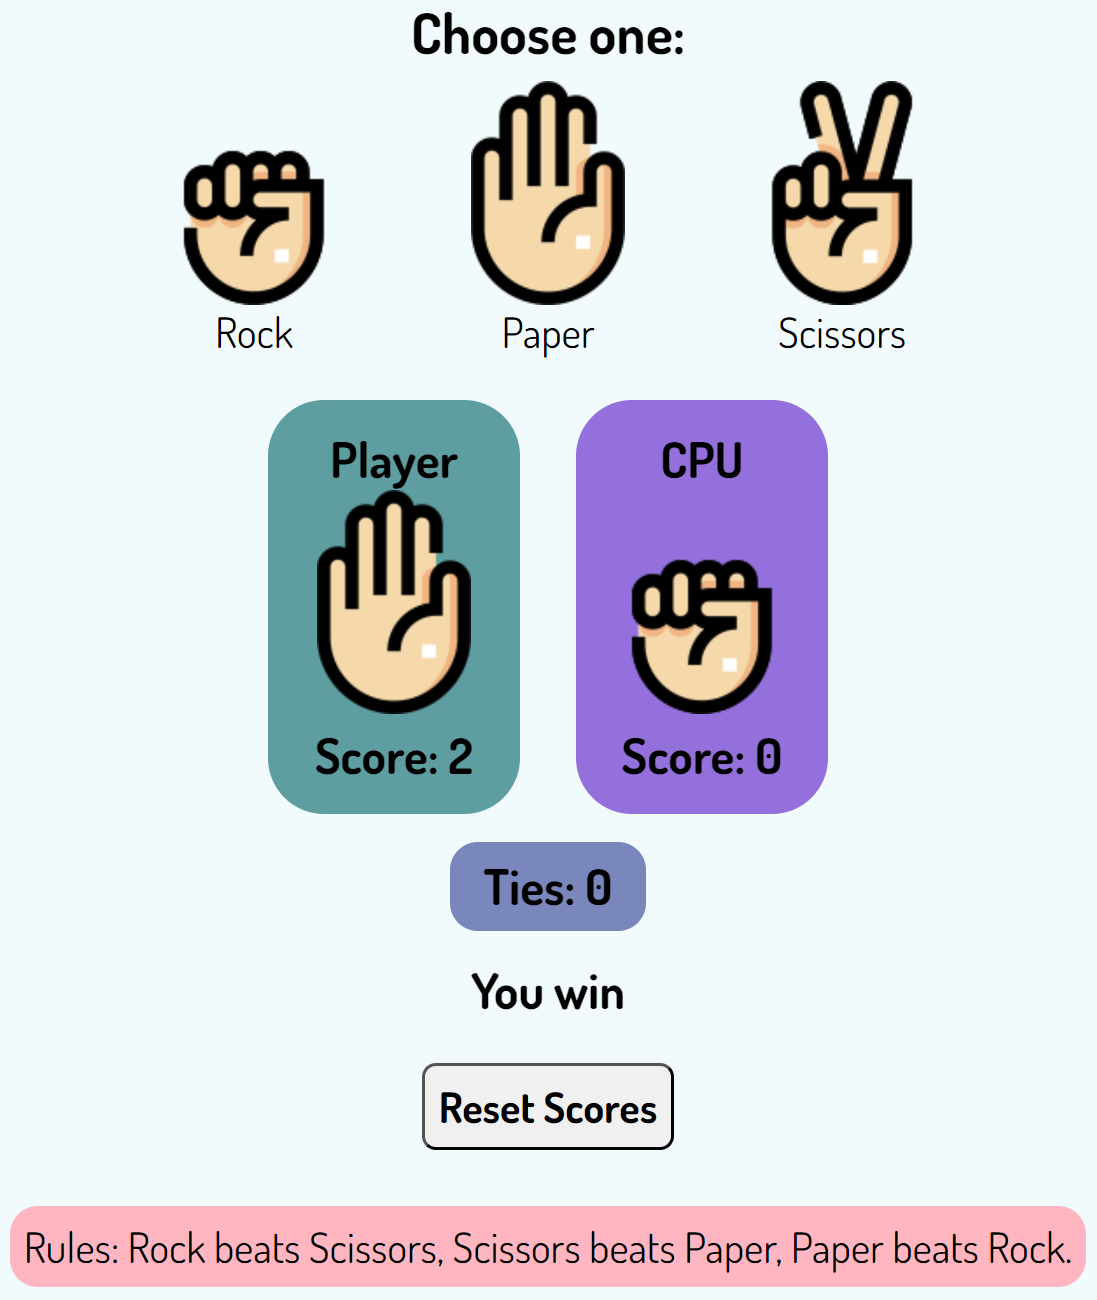 Choose one:
Rock Paper Scissors
Player CPU
Score: 2 Score: 0
Ties: 0
You win
Reset Scores
Rules: Rock beats Scissors, Scissors beats Paper, Paper beats Rock.